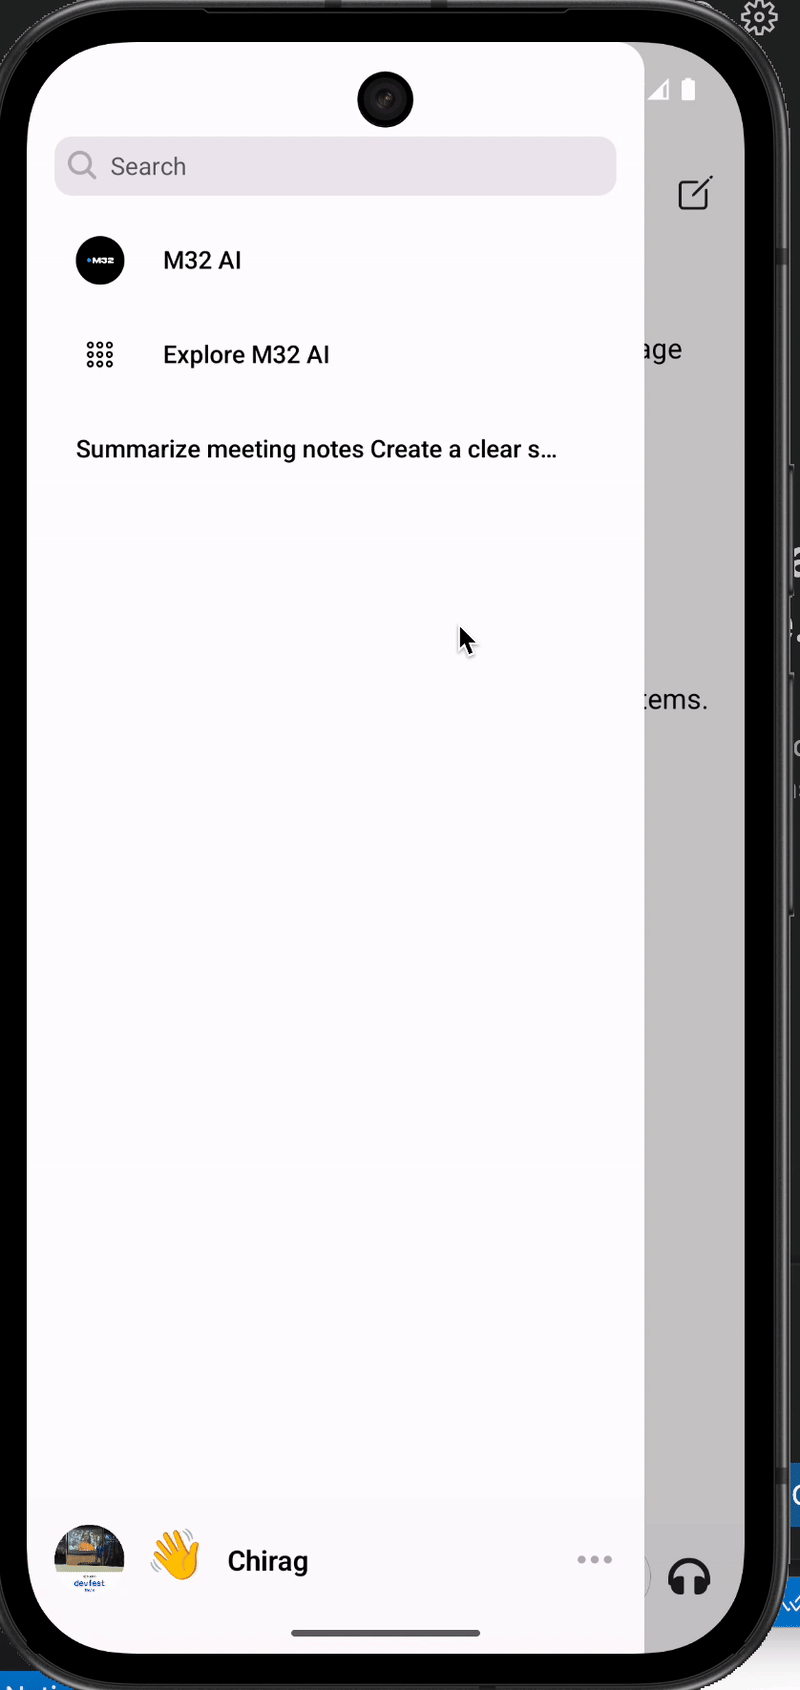 Search
M32
M32 AI
Explore M32 AI
age
Summarize meeting notes Create a clear s...
tems.
Chirag
devfest